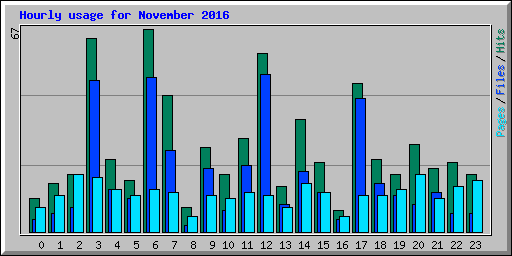 Hourly usage for November 2016
67
Pages / Files / Hits
0 1 2 3 4 5 6 7 8 9 10 11 12 13 14 15 16 17 18 19 20 21 22 23